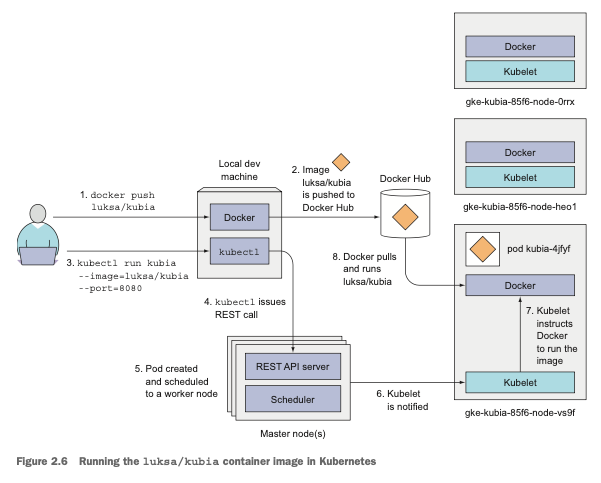 Docker
Kubelet
gke-kubia-85f6-node-0rrx
Docker
Kubelet
gke-kubia-85f6-node-heo1
Local dev
machine
Docker
kubectl
1. docker push
luksa/kubia
2. Image
luksa/kubia
is pushed to
Docker Hub
Docker Hub
3. kubectl run kubia
--image=luksa/kubia
--port=8080
4. kubectl issues
REST call
5. Pod created
and scheduled
to a worker node
REST API server
Scheduler
Master node(s)
6. Kubelet
is notified
pod kubia-4jfyf
Docker
7. Kubelet
instructs
Docker
to run the
image
Kubelet
gke-kubia-85f6-node-vs9f
8. Docker pulls
and runs
luksa/kubia
Figure 2.6 Running the luksa/kubia container image in Kubernetes